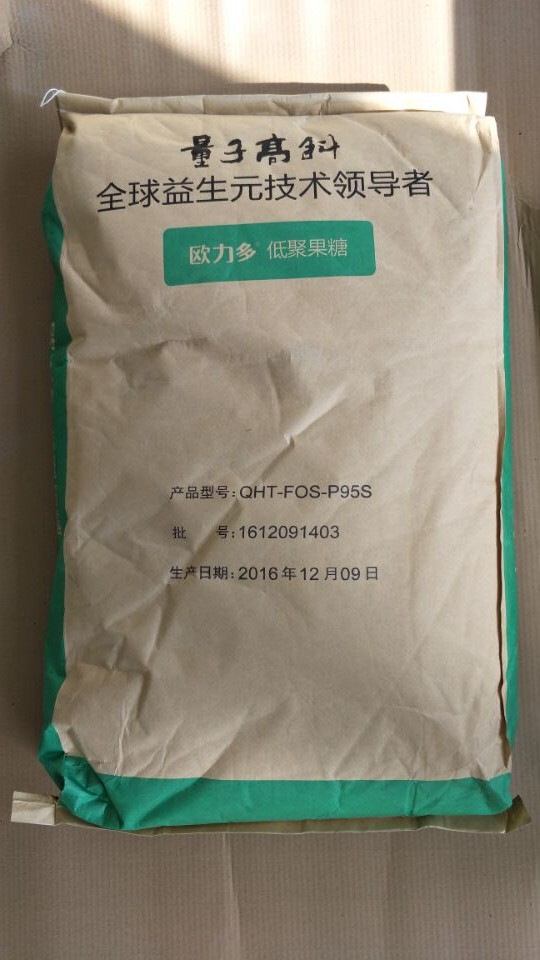 量子高科
全球益生元技术领导者
欧力多® 低聚果糖
产品型号:QHT-FOS-P95S
批 号:1612091403
生产日期:2016年12月09日